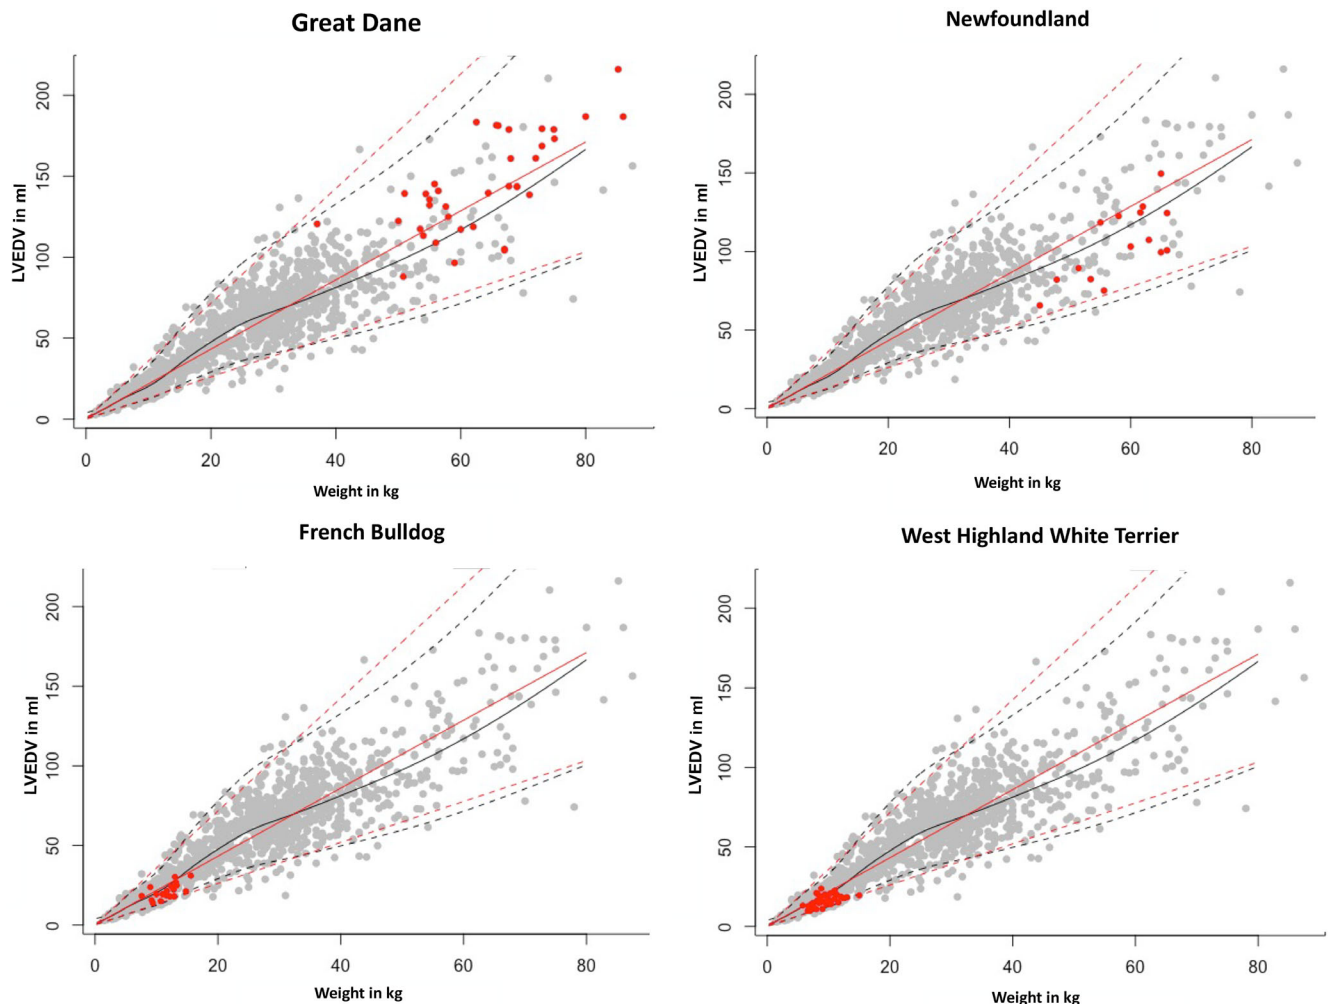 Great Dane
LVEDV in ml
200
150
100
50
0
0 20 40 60 80
Weight in kg
Newfoundland
LVEDV in ml
200
150
100
50
0
0 20 40 60 80
Weight in kg
French Bulldog
LVEDV in ml
200
150
100
50
0
0 20 40 60 80
Weight in kg
West Highland White Terrier
LVEDV in ml
200
150
100
50
0
0 20 40 60 80
Weight in kg